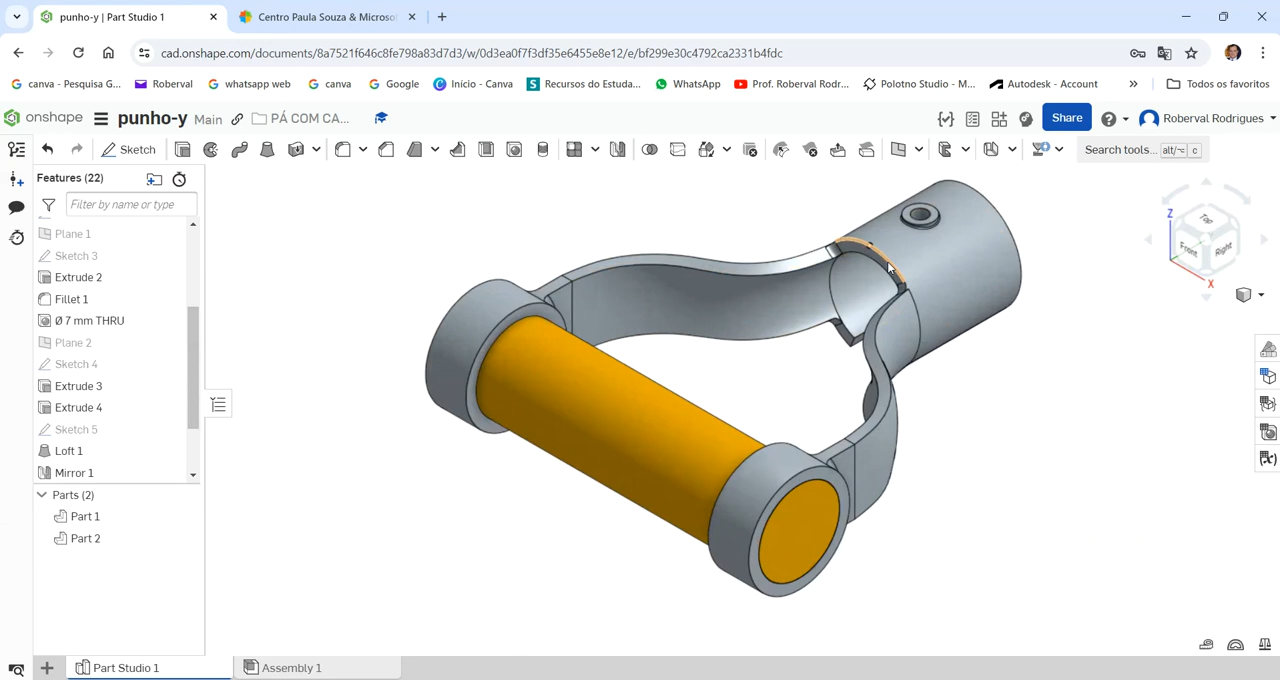 punho-y | Part Studio 1
Centro Paula Souza & Microsof
cad.onshape.com/documents/8a7521f646c8fe798a83d7d3/w/0d3ea0f7f3df35e6455e8e12/e/bf299e30c4792ca2331b4fdc
canva - Pesquisa G...
Roberval
whatsapp web
canva
Google
Início - Canva
Recursos do Estuda...
WhatsApp
Prof. Roberval Rodr...
Polotno Studio - M...
Autodesk - Account
»
Todos os favoritos
onshape
punho-y
Main
PÁ COM CA...
Share
Roberval Rodrigues
Sketch
Search tools... alt/⌥ c
Features (22)
Filter by name or type
Plane 1
Sketch 3
Extrude 2
Fillet 1
Ø 7 mm THRU
Plane 2
Sketch 4
Extrude 3
Extrude 4
Sketch 5
Loft 1
Mirror 1
Parts (2)
Part 1
Part 2
Z
Top
Front
Right
X
Part Studio 1
Assembly 1